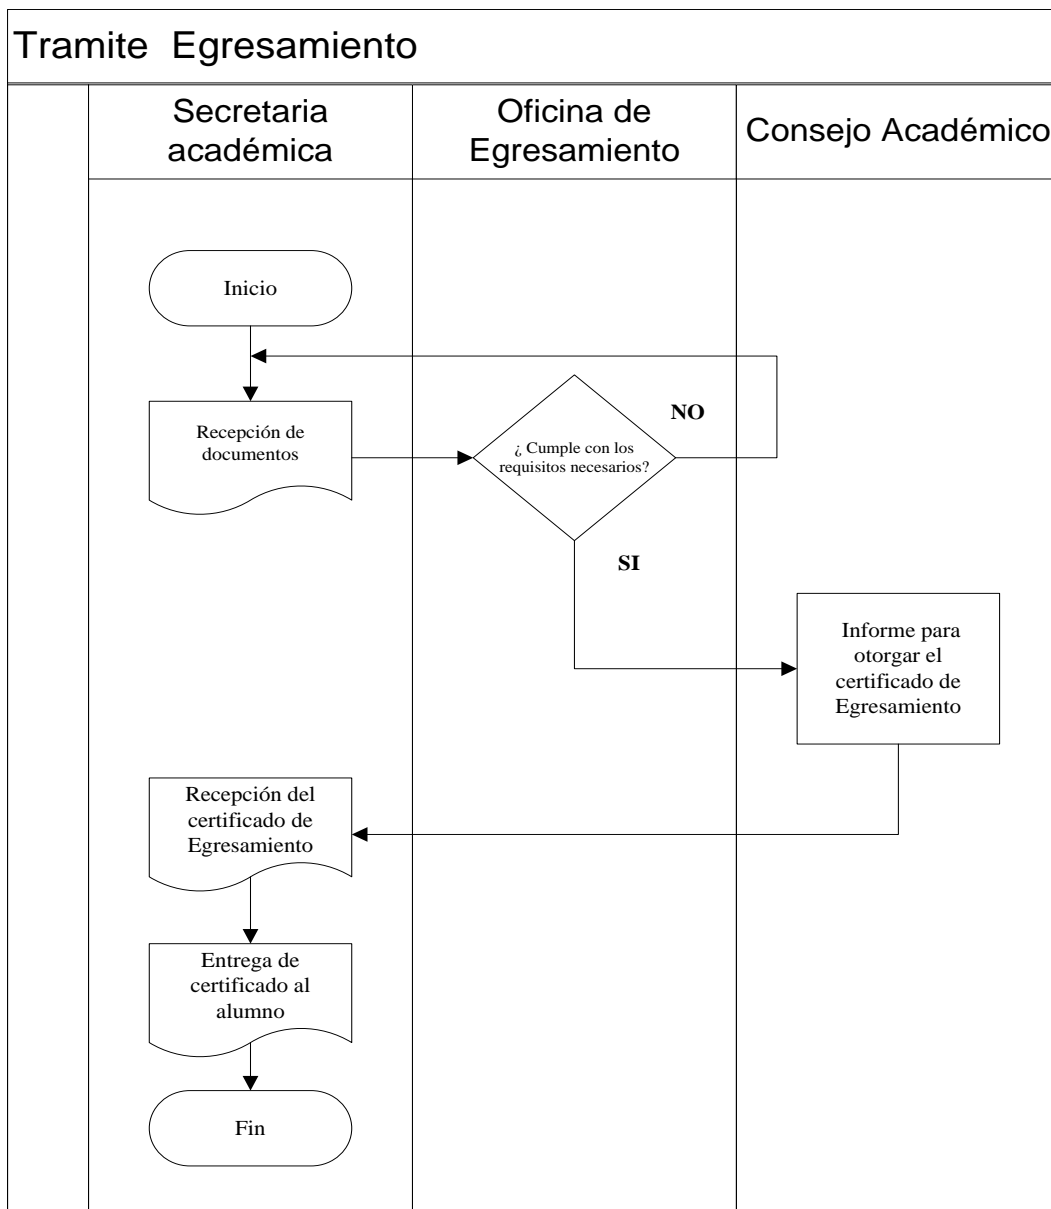 Tramite Egresamiento
Secretaria
académica
Oficina de
Egresamiento
Consejo Académico
Inicio
Recepción de
documentos
¿ Cumple con los
requisitos necesarios?
NO
SI
Informe para
otorgar el
certificado de
Egresamiento
Recepción del
certificado de
Egresamiento
Entrega de
certificado al
alumno
Fin